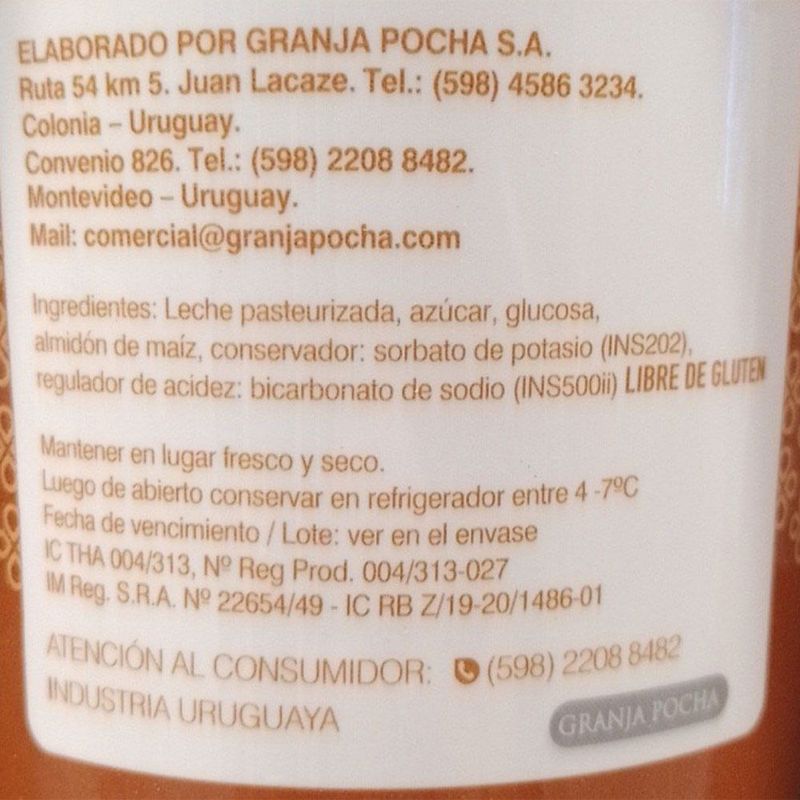 ELABORADO POR GRANJA POCHA S.A.
Ruta 54 km 5. Juan Lacaze. Tel.: (598) 4586 3234.
Colonia – Uruguay.
Convenio 826. Tel.: (598) 2208 8482.
Montevideo – Uruguay.
Mail: comercial@granjapocha.com
Ingredientes: Leche pasteurizada, azúcar, glucosa,
almidón de maíz, conservador: sorbato de potasio (INS202),
regulador de acidez: bicarbonato de sodio (INS500ii) LIBRE DE GLUTEN
Mantener en lugar fresco y seco.
Luego de abierto conservar en refrigerador entre 4 -7ºC
Fecha de vencimiento / Lote: ver en el envase
IC THA 004/313, Nº Reg Prod. 004/313-027
IM Reg. S.R.A. Nº 22654/49 - IC RB Z/19-20/1486-01
ATENCIÓN AL CONSUMIDOR: (598) 2208 8482
INDUSTRIA URUGUAYA
GRANJA POCHA